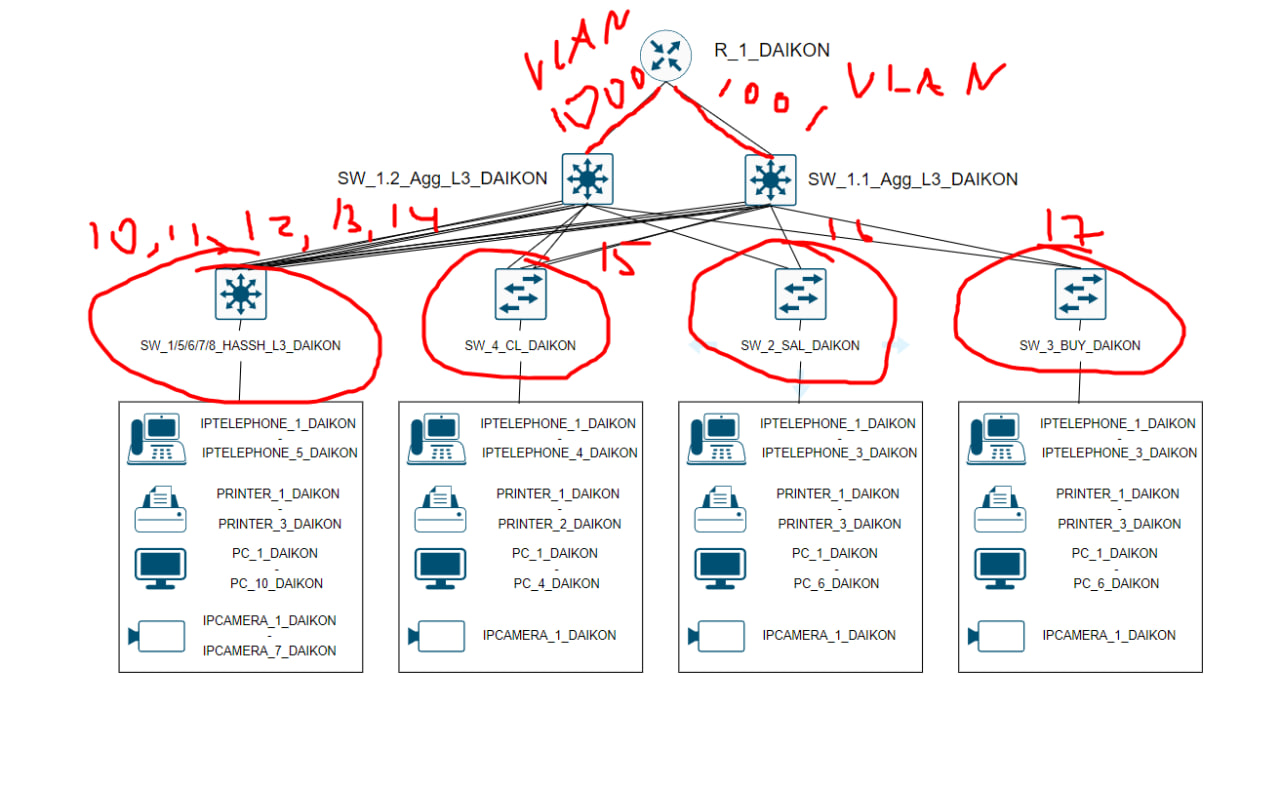 VLAN
1000
R_1_DAIKON
1001 VLAN
SW_1.2_Agg_L3_DAIKON
SW_1.1_Agg_L3_DAIKON
10, 11, 12, 13, 14
15
16
17
SW_1/5/6/7/8_HASSH_L3_DAIKON
SW_4_CL_DAIKON
SW_2_SAL_DAIKON
SW_3_BUY_DAIKON
IPTELEPHONE_1_DAIKON
-
IPTELEPHONE_5_DAIKON
PRINTER_1_DAIKON
-
PRINTER_3_DAIKON
PC_1_DAIKON
-
PC_10_DAIKON
IPCAMERA_1_DAIKON
-
IPCAMERA_7_DAIKON
IPTELEPHONE_1_DAIKON
-
IPTELEPHONE_4_DAIKON
PRINTER_1_DAIKON
-
PRINTER_2_DAIKON
PC_1_DAIKON
-
PC_4_DAIKON
IPCAMERA_1_DAIKON
IPTELEPHONE_1_DAIKON
-
IPTELEPHONE_3_DAIKON
PRINTER_1_DAIKON
-
PRINTER_3_DAIKON
PC_1_DAIKON
-
PC_6_DAIKON
IPCAMERA_1_DAIKON
IPTELEPHONE_1_DAIKON
-
IPTELEPHONE_3_DAIKON
PRINTER_1_DAIKON
-
PRINTER_3_DAIKON
PC_1_DAIKON
-
PC_6_DAIKON
IPCAMERA_1_DAIKON